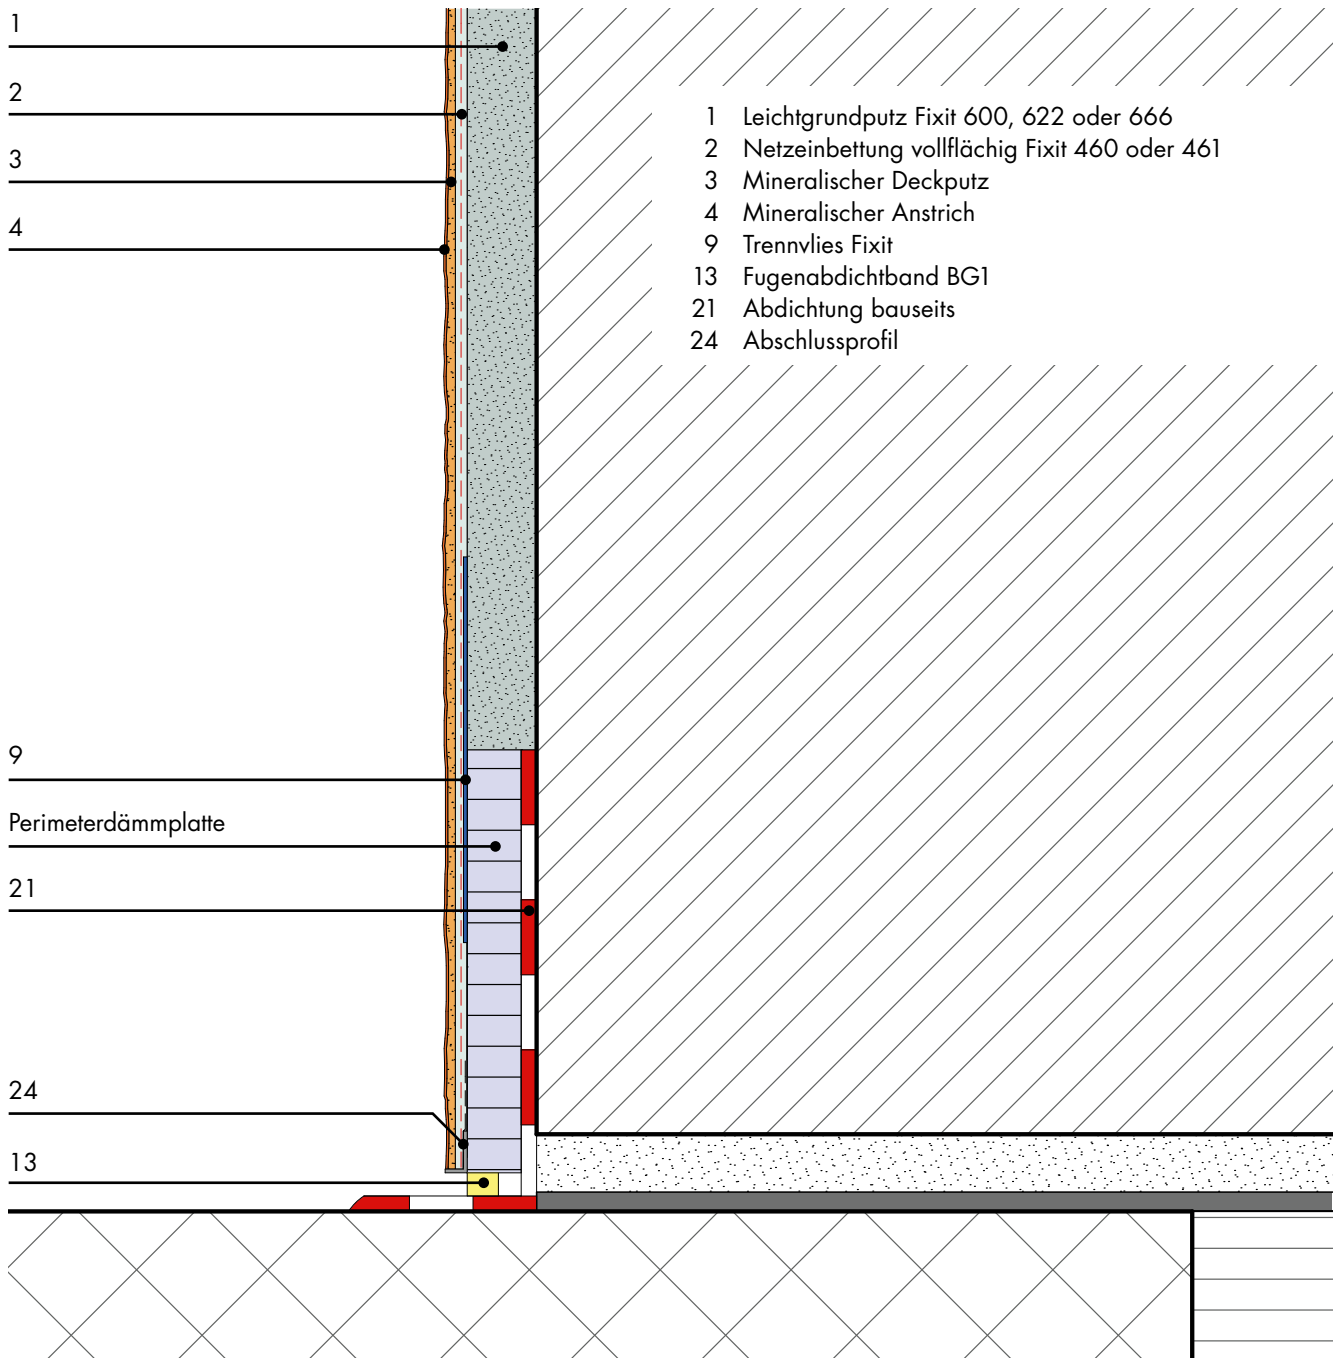 1
2
3
4
1 Leichtgrundputz Fixit 600, 622 oder 666
2 Netzeinbettung vollflächig Fixit 460 oder 461
3 Mineralischer Deckputz
4 Mineralischer Anstrich
9 Trennvlies Fixit
13 Fugenabdichtband BG1
21 Abdichtung bauseits
24 Abschlussprofil
9
Perimeterdämmplatte
21
24
13